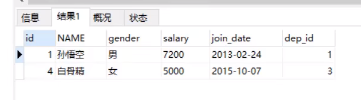 信息 结果1 概况 状态
id NAME gender salary join_date dep_id
1 孙悟空 男 7200 2013-02-24 1
4 白骨精 女 5000 2015-10-07 3